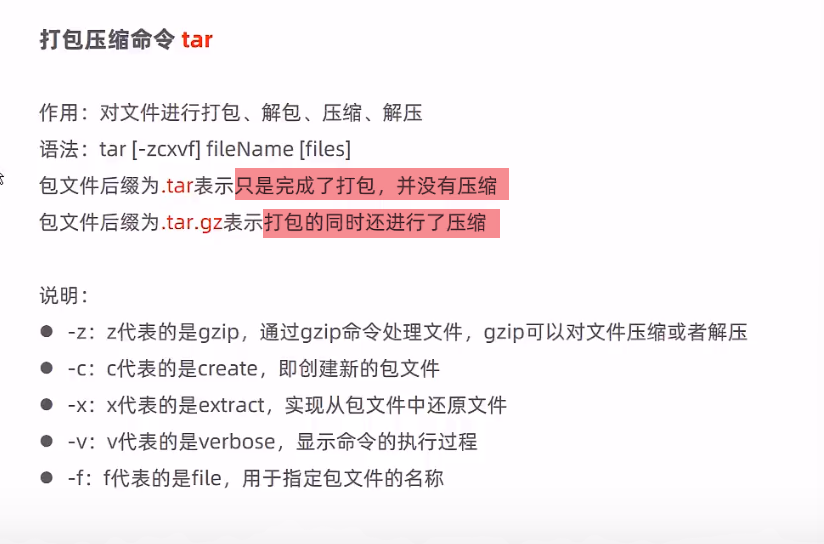 打包压缩命令 tar
作用：对文件进行打包、解包、压缩、解压
语法：tar [-zcxvf] fileName [files]
包文件后缀为.tar表示只是完成了打包，并没有压缩
包文件后缀为.tar.gz表示打包的同时还进行了压缩
说明：
● -z：z代表的是gzip，通过gzip命令处理文件，gzip可以对文件压缩或者解压
● -c：c代表的是create，即创建新的包文件
● -x：x代表的是extract，实现从包文件中还原文件
● -v：v代表的是verbose，显示命令的执行过程
● -f：f代表的是file，用于指定包文件的名称